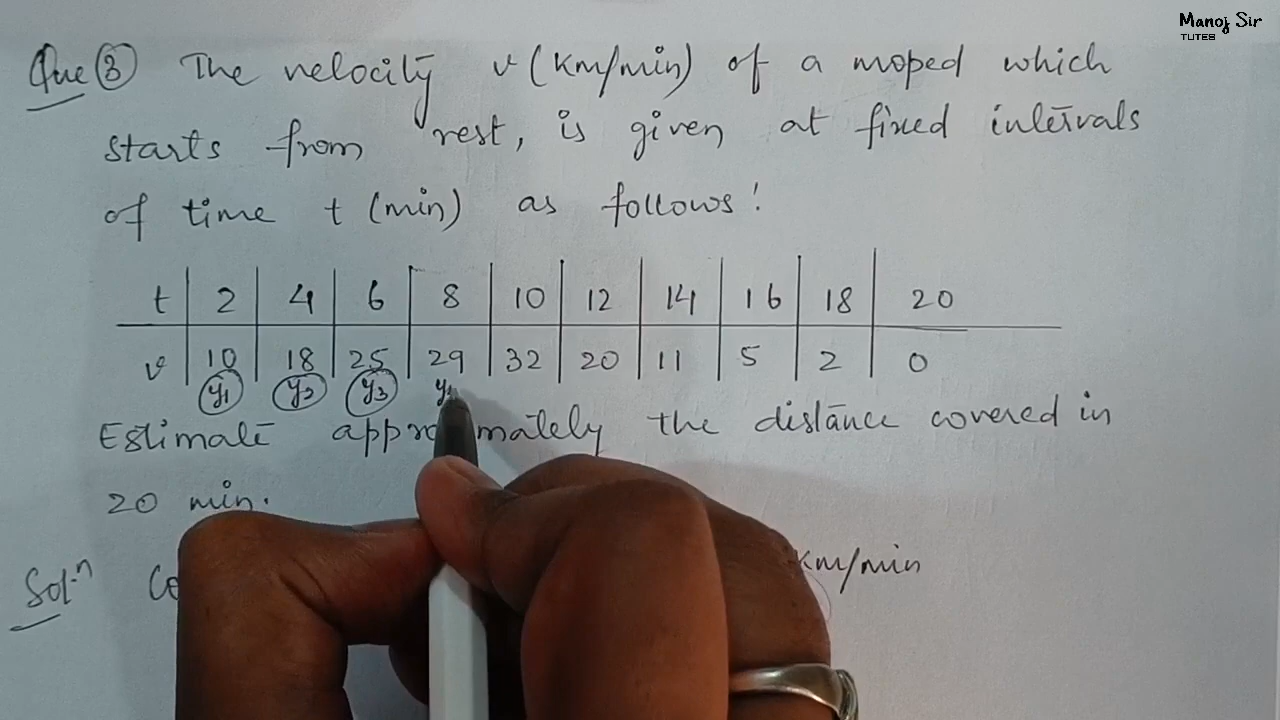 Manoj Sir
TUTES
Que ③ The velocity v (km/min) of a moped which
starts from rest, is given at fixed intervals
of time t (min) as follows:
t 2 4 6 8 10 12 14 16 18 20
v 10 18 25 29 32 20 11 5 2 0
y₁ y₂ y₃
Estimate the distance covered in
20 min.
Solⁿ km/min